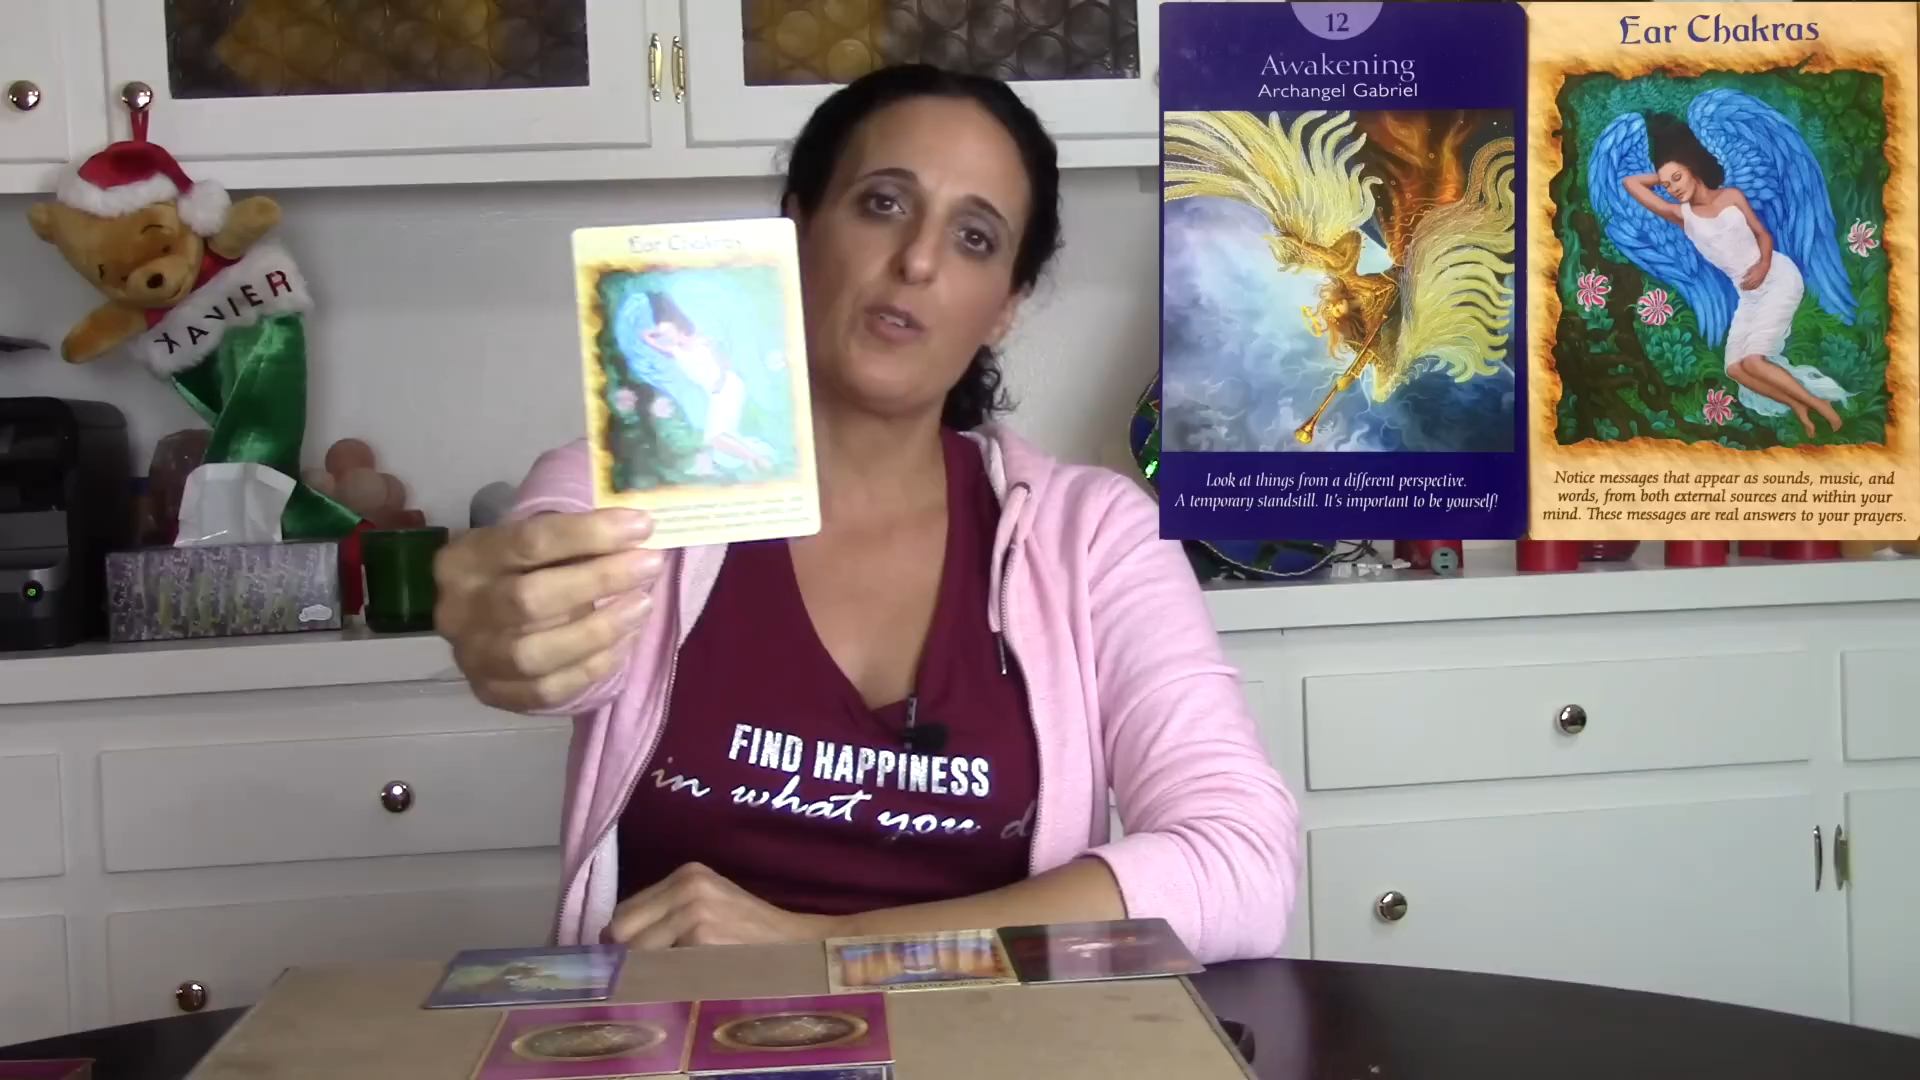 12
Awakening
Archangel Gabriel
Look at things from a different perspective.
A temporary standstill. It's important to be yourself!
Ear Chakras
Notice messages that appear as sounds, music, and
words, from both external sources and within your
mind. These messages are real answers to your prayers.
Ear Chakras
XAVIER
FIND HAPPINESS
in what you d